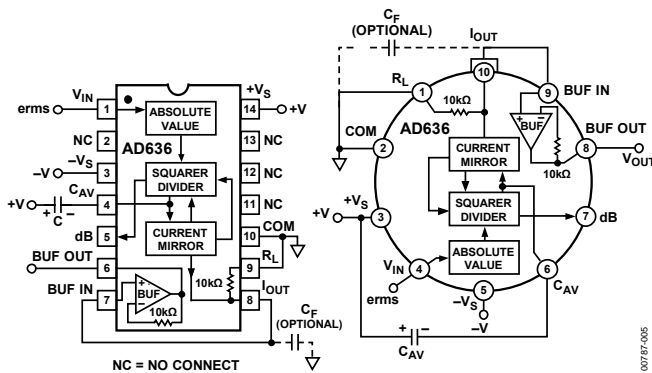 VIN
erms
1
ABSOLUTE
VALUE
14
+VS
+V
NC
2
AD636
13
NC
–VS
–V
3
SQUARER
DIVIDER
12
NC
CAV
+V
+ C –
4
11
NC
dB
5
CURRENT
MIRROR
10
COM
BUF OUT
6
10kΩ
9
RL
BUF IN
7
+ –
BUF
10kΩ
8
IOUT
CF
(OPTIONAL)
NC = NO CONNECT
CF
(OPTIONAL)
IOUT
10
RL
1
10kΩ
9
BUF IN
+ –
BUF
10kΩ
BUF OUT
8
VOUT
COM
2
AD636
CURRENT
MIRROR
+VS
+V
3
SQUARER
DIVIDER
7
dB
VIN
4
erms
ABSOLUTE
VALUE
5
–VS
–V
6
CAV
+ –
CAV
00787-005